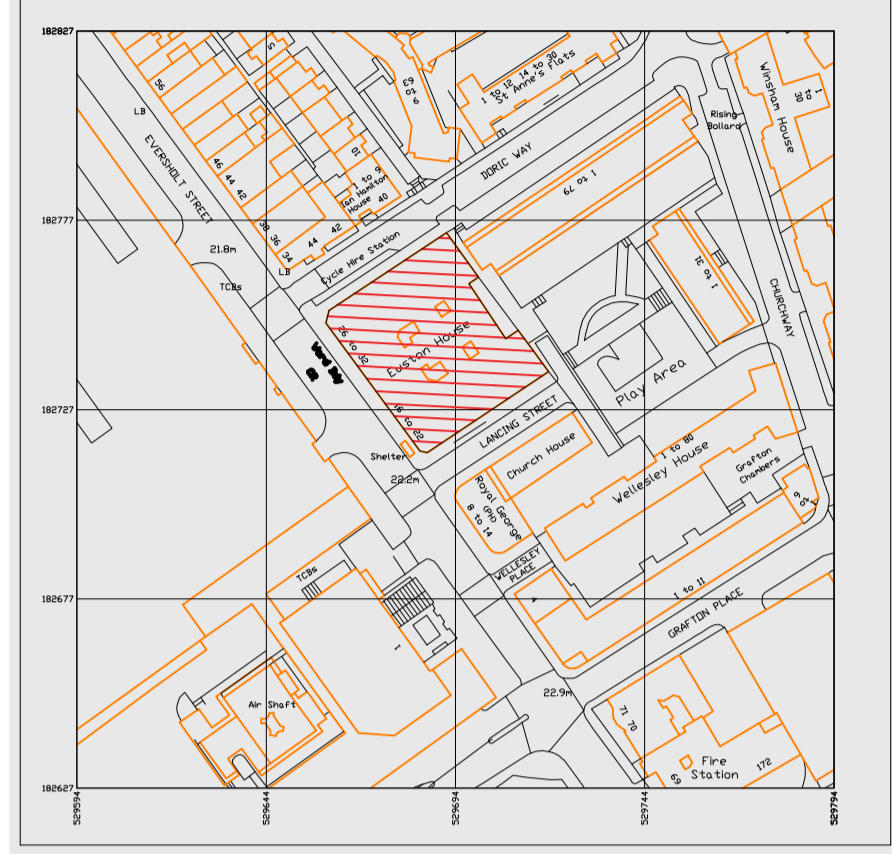 182827
56
5
63
to
9
1 to 12, 14 to 30
St Anne's Flats
Winsham House
1
to
30
LB
Rising
Bollard
EVERSHOLT STREET
46
44
42
10
1 to 9
Ian Hamilton
House
40
DORIC WAY
1 to 79
182777
38
36
34
44
42
21.8m
LB
Cycle Hire Station
TCBs
1 to 31
CHURCHWAY
26 to 32
Euston House
Play Area
182727
16 to 22
LANCING STREET
Shelter
22.2m
Church House
Royal George
(PH)
8 to 14
1 to 80
Wellesley House
Grafton
Chambers
6
to
WELLESLEY
PLACE
TCBs
4
1 to 11
182677
GRAFTON PLACE
1
Air Shaft
22.9m
71
70
Fire
Station
69
172
182627
529594
529644
529694
529744
529794